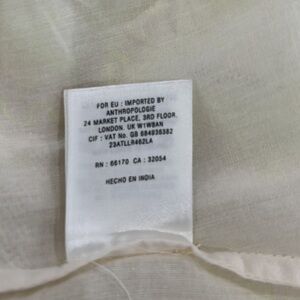 FOR EU : IMPORTED BY
ANTHROPOLOGIE
24 MARKET PLACE, 3RD FLOOR,
LONDON. UK W1W8AN
CIF : VAT No. GB 684936382
23ATLLR462LA
RN : 66170 CA : 32054
HECHO EN INDIA